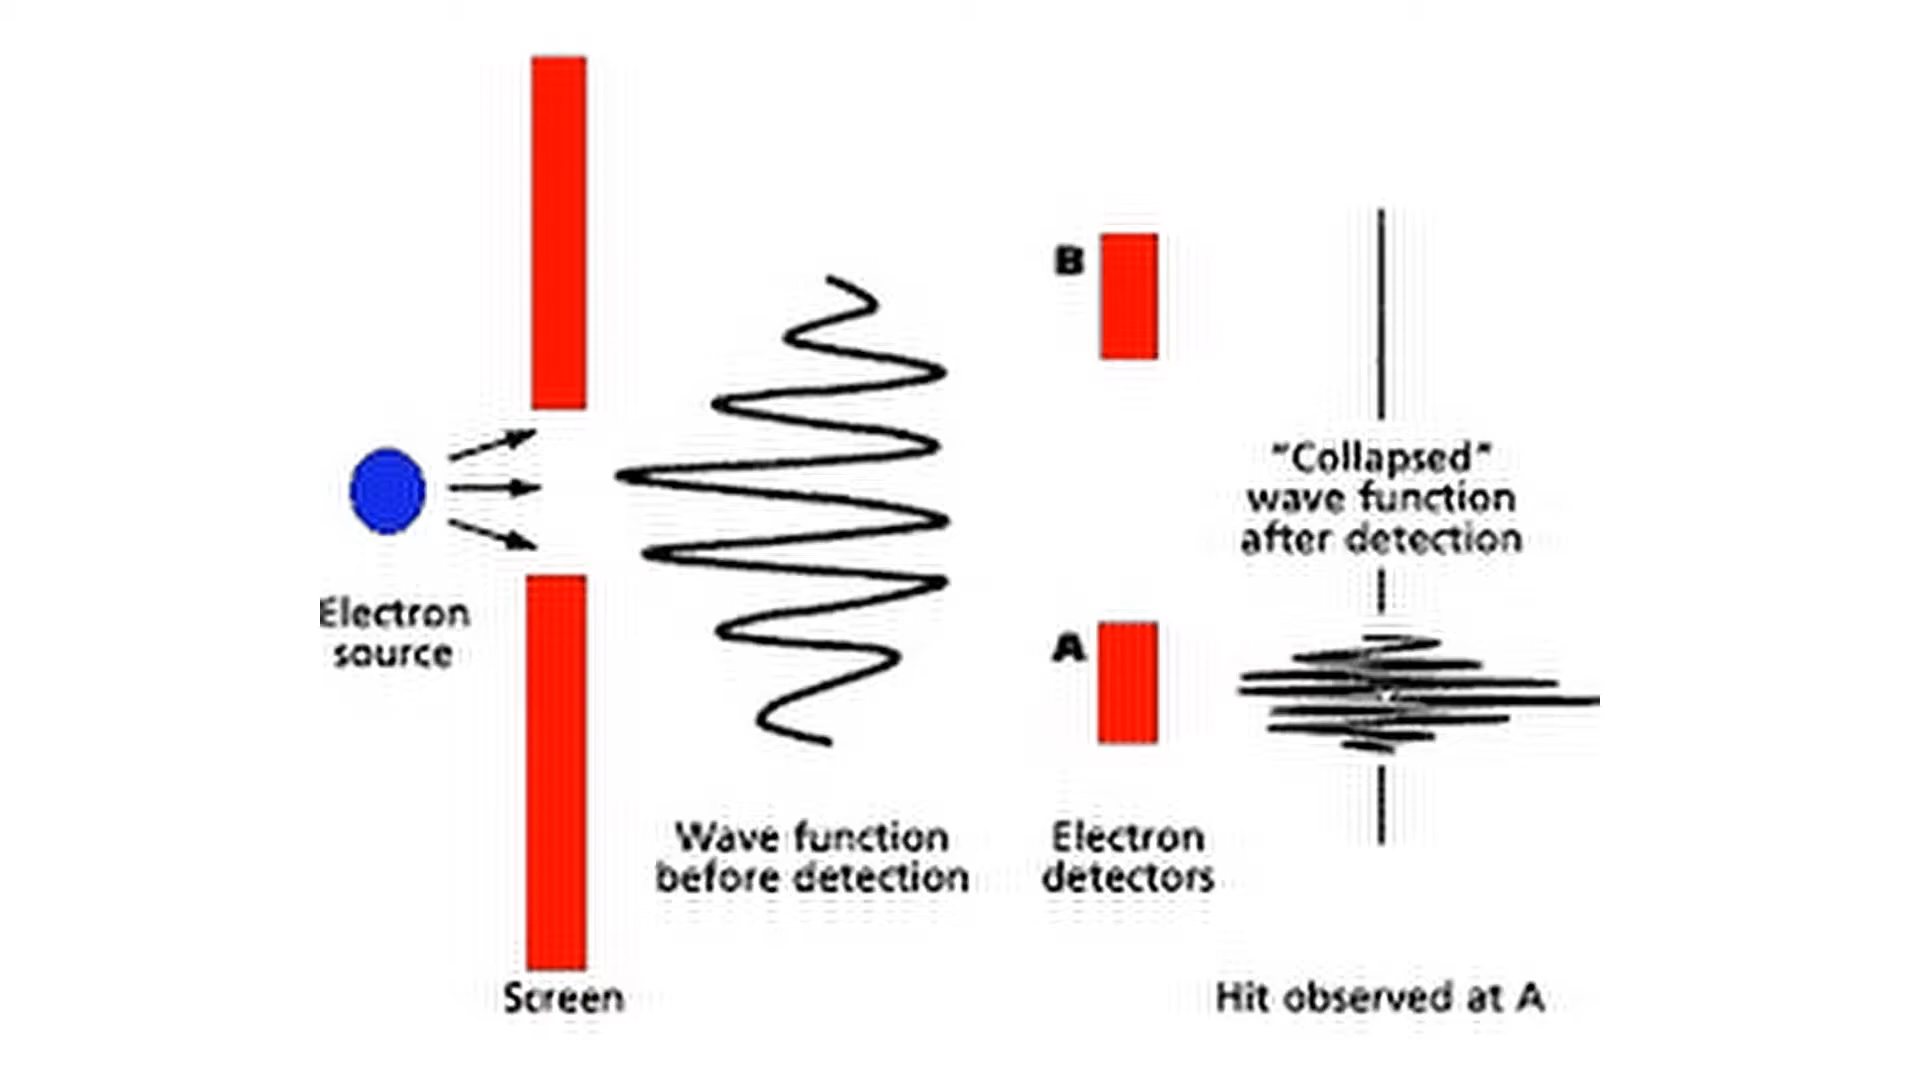 B
"Collapsed"
wave function
after detection
Electron
source
A
Wave function
before detection
Electron
detectors
Screen
Hit observed at A